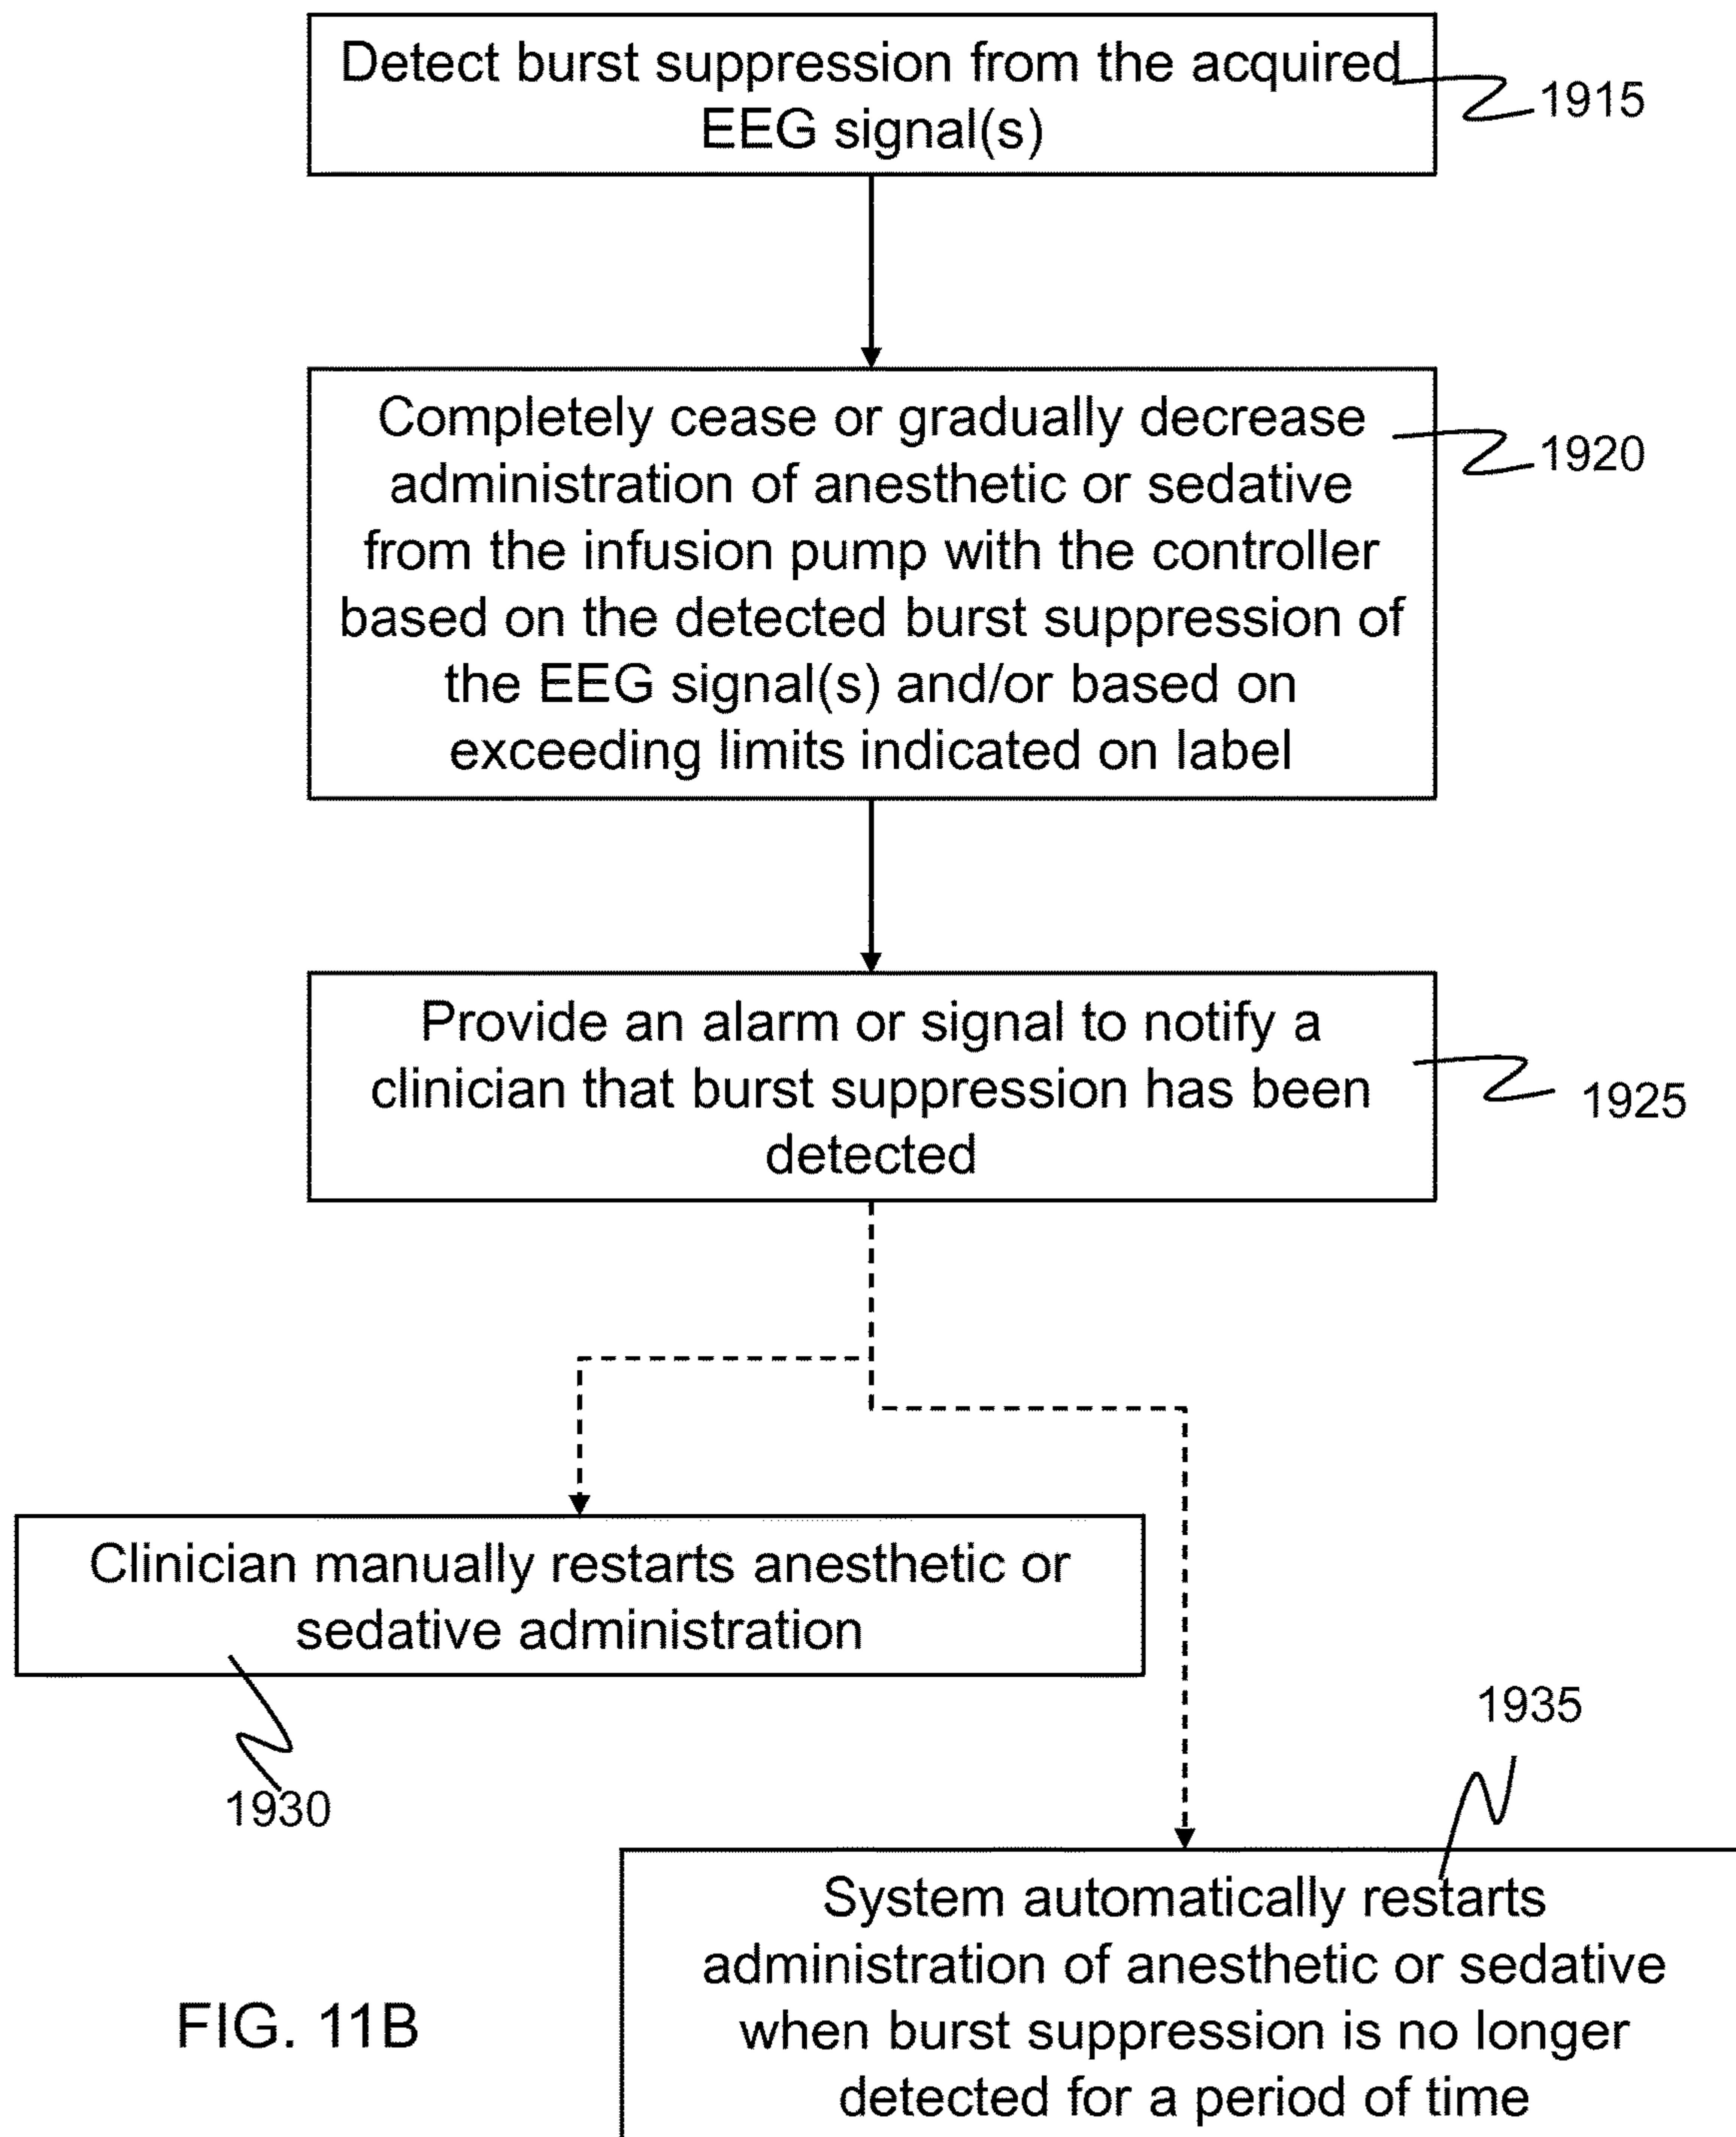 Detect burst suppression from the acquired
EEG signal(s)
1915
Completely cease or gradually decrease
administration of anesthetic or sedative
from the infusion pump with the controller
based on the detected burst suppression of
the EEG signal(s) and/or based on
exceeding limits indicated on label
1920
Provide an alarm or signal to notify a
clinician that burst suppression has been
detected
1925
Clinician manually restarts anesthetic or
sedative administration
1930
1935
System automatically restarts
administration of anesthetic or sedative
when burst suppression is no longer
detected for a period of time
FIG. 11B